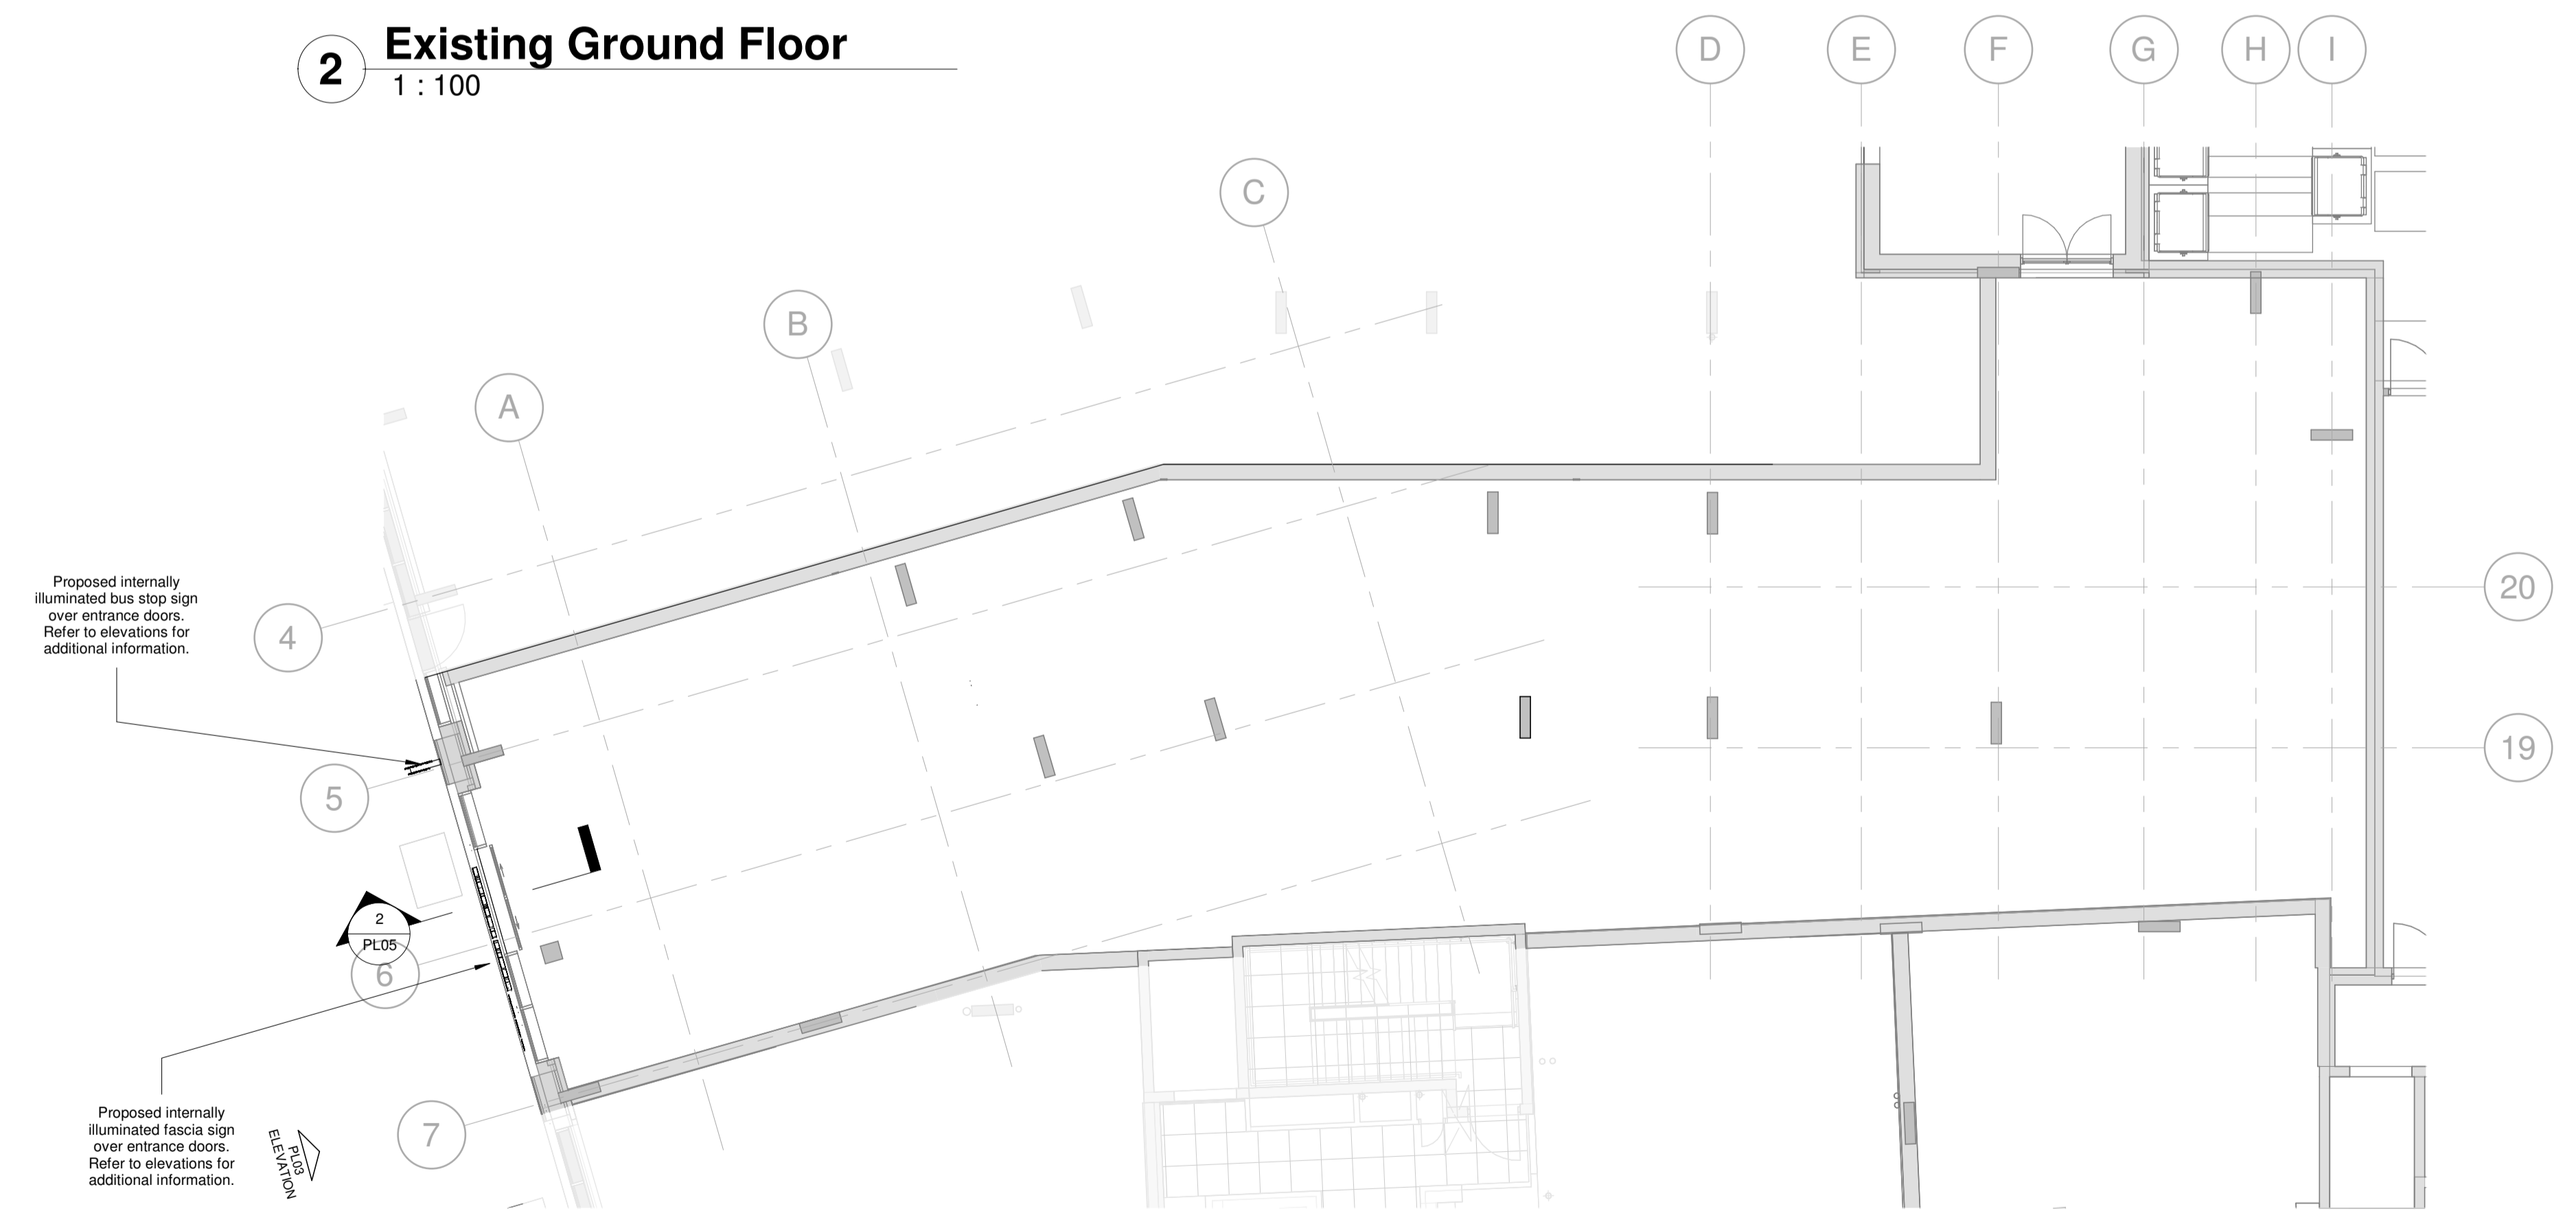 2
Existing Ground Floor
1 : 100
D
E
F
G
H
I
C
B
A
Proposed internally
illuminated bus stop sign
over entrance doors.
Refer to elevations for
additional information.
4
20
5
19
2
PL05
6
7
Proposed internally
illuminated fascia sign
over entrance doors.
Refer to elevations for
additional information.
PL03
ELEVATION